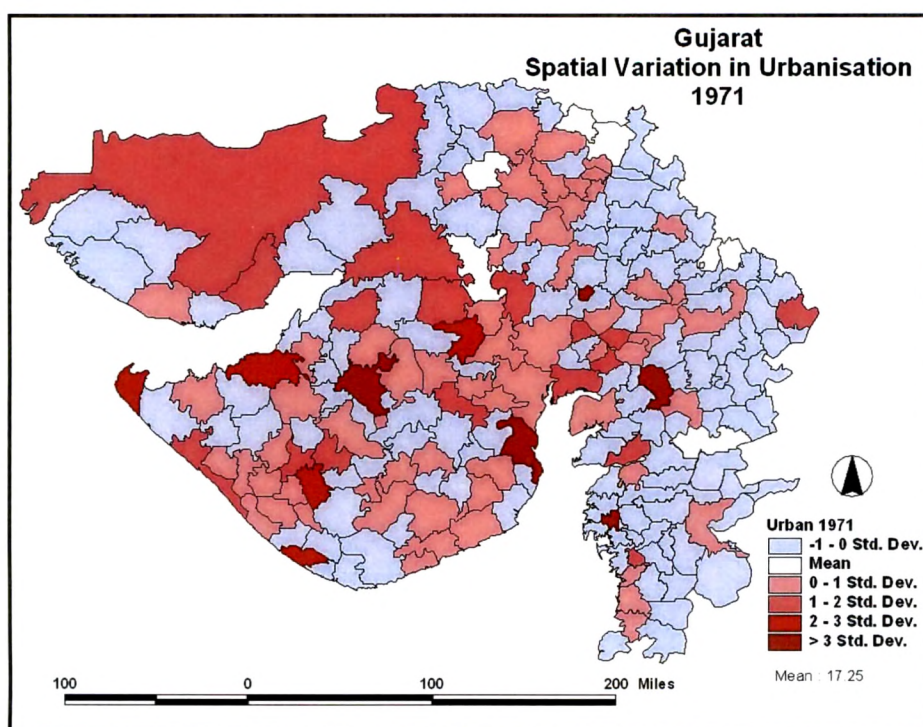 Gujarat
Spatial Variation in Urbanisation
1971
Urban 1971
-1 - 0 Std. Dev.
Mean
0 - 1 Std. Dev.
1 - 2 Std. Dev.
2 - 3 Std. Dev.
> 3 Std. Dev.
Mean : 17.25
100 0 100 200 Miles